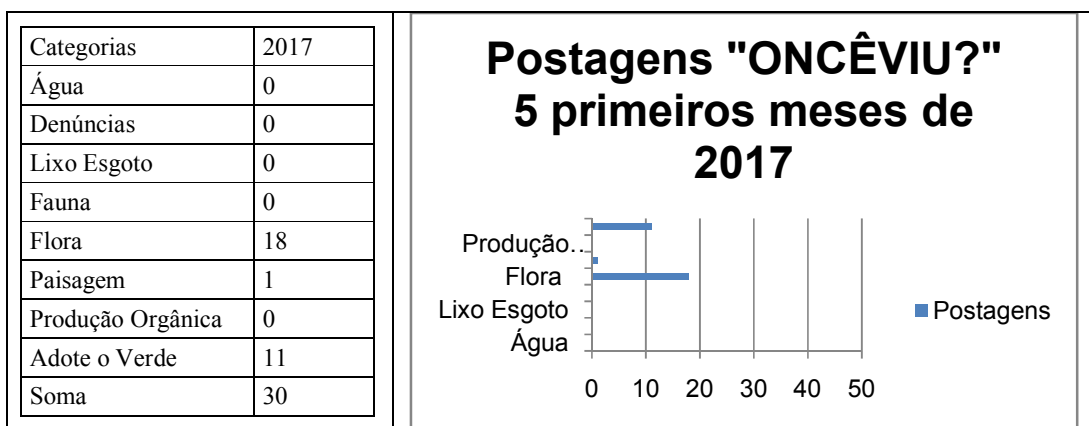 Categorias 2017
Água 0
Denúncias 0
Lixo Esgoto 0
Fauna 0
Flora 18
Paisagem 1
Produção Orgânica 0
Adote o Verde 11
Soma 30
Postagens "ONCÊVIU?"
5 primeiros meses de
2017
Produção..
Flora
Lixo Esgoto
Água
0 10 20 30 40 50
Postagens